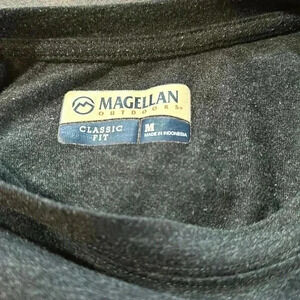 MAGELLAN
OUTDOORS
CLASSIC FIT
M
MADE IN INDONESIA